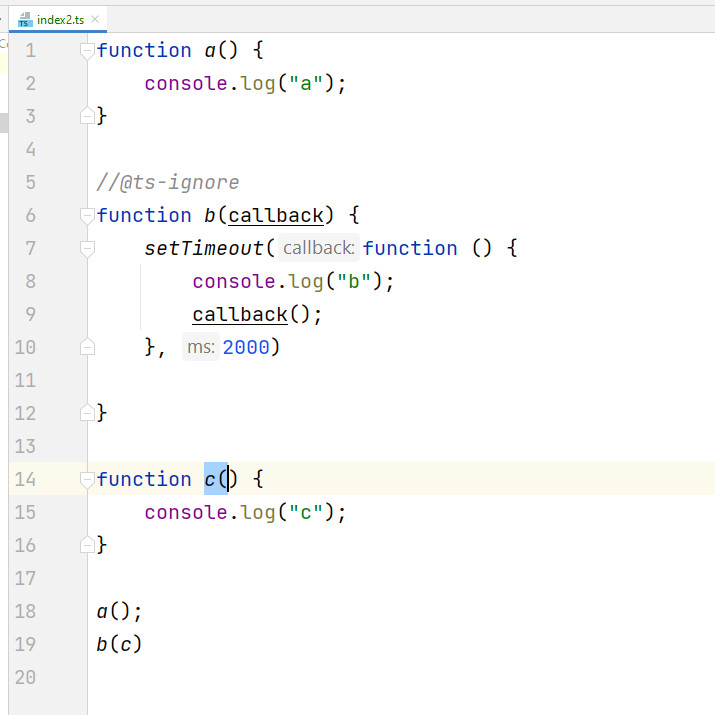 index2.ts
1 function a() {
2 console.log("a");
3 }
4
5 //@ts-ignore
6 function b(callback) {
7 setTimeout( callback: function () {
8 console.log("b");
9 callback();
10 }, ms: 2000)
11
12 }
13
14 function c() {
15 console.log("c");
16 }
17
18 a();
19 b(c)
20